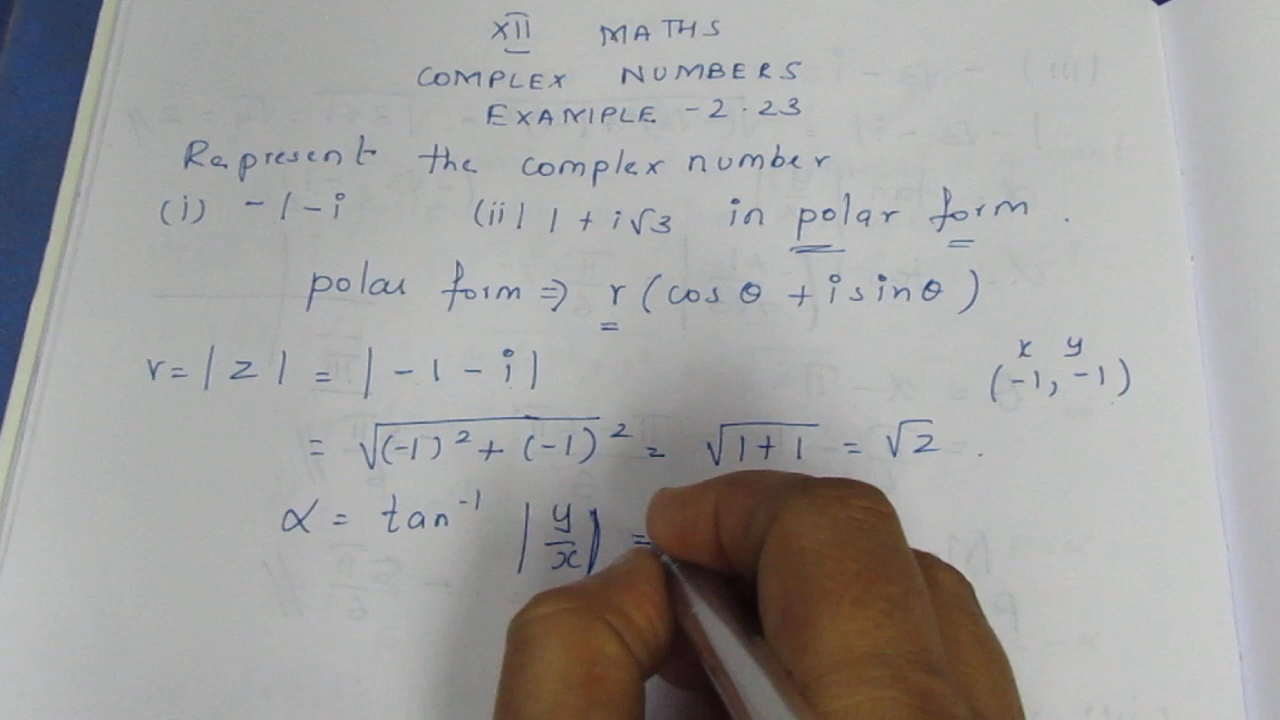 XII MATHS
COMPLEX NUMBERS
EXAMPLE - 2.23
Represent the complex number
(i) -1-i (ii) 1 + i√3 in polar form.
polar form ⇒ r (cos θ + i sin θ)
r = |z| = |-1-i|
x y
(-1, -1)
= √(-1)² + (-1)² = √1+1 = √2.
α = tan⁻¹ |y/x| =